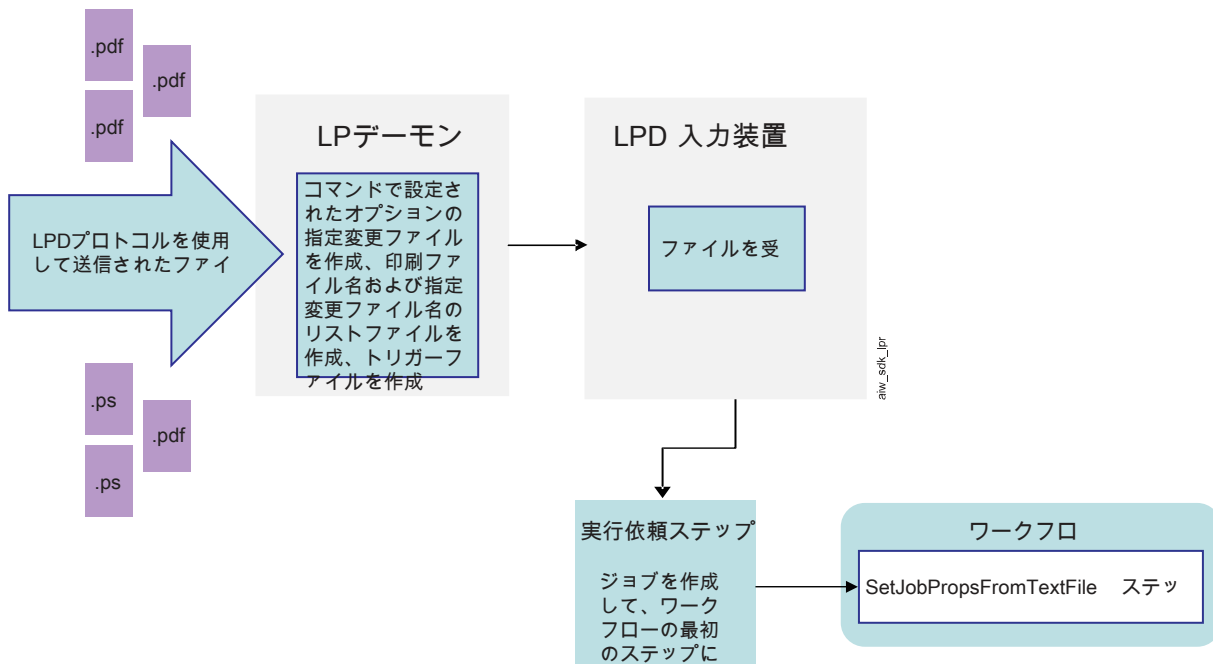 .pdf
.pdf
.pdf
LPDプロトコルを使用
して送信されたファイ
.ps
.pdf
.ps
LPデーモン
コマンドで設定さ
れたオプションの
指定変更ファイル
を作成、印刷ファ
イル名および指定
変更ファイル名の
リストファイルを
作成、トリガーフ
ァイルを作成
LPD 入力装置
ファイルを受
aiw_sdk_lpr
実行依頼ステップ
ジョブを作成
して、ワーク
フローの最初
のステップに
ワークフロ
SetJobPropsFromTextFile ステッ